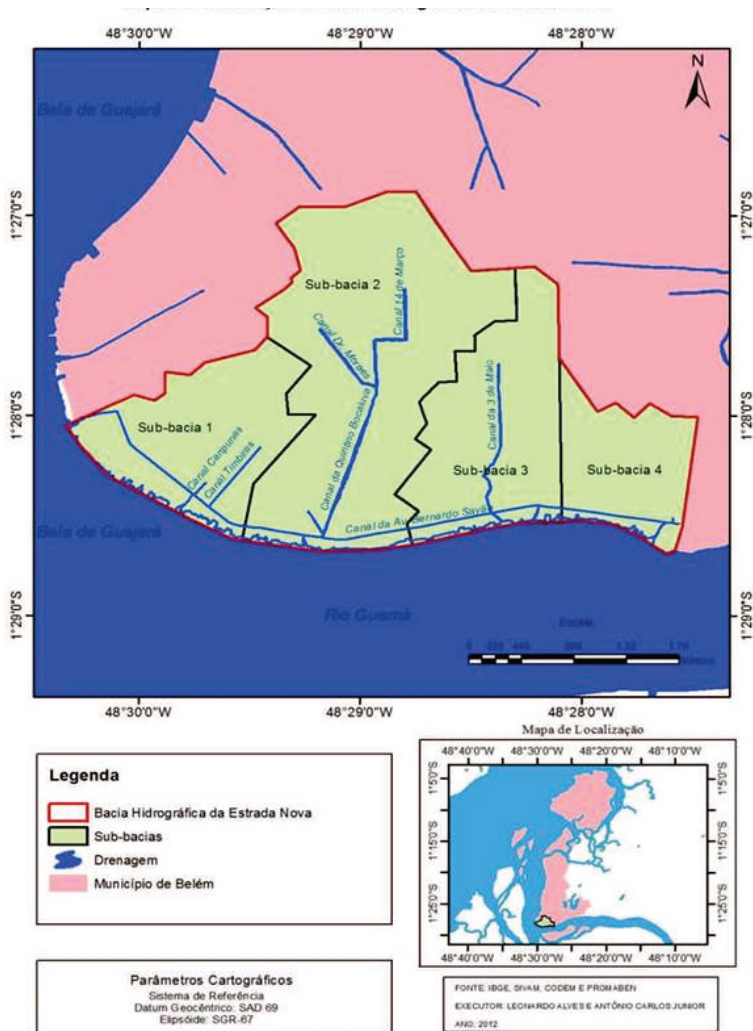 48°30'0"W 48°29'0"W 48°28'0"W
N
Baía de Guajará
1°27'0"S 1°27'0"S
Sub-bacia 2
Canal 14 de Março
Canal Dr. Moraes
1°28'0"S 1°28'0"S
Canal da Quintino Bocaiuva
Canal da 3 de Maio
Sub-bacia 1
Canal Caripunas
Canal Timbiras
Sub-bacia 3
Sub-bacia 4
Canal da Av. Bernardo Sayã
Baía de Guajará
Rio Guamá
1°29'0"S 1°29'0"S
Escala
48°30'0"W 48°29'0"W 48°28'0"W
Mapa de Localização
48°40'0"W 48°30'0"W 48°20'0"W 48°10'0"W
1°5'0"S 1°5'0"S
1°15'0"S 1°15'0"S
1°25'0"S 1°25'0"S
48°40'0"W 48°30'0"W 48°20'0"W 48°10'0"W
Legenda
Bacia Hidrográfica da Estrada Nova
Sub-bacias
Drenagem
Município de Belém
Parâmetros Cartográficos
Sistema de Referência
Datum Geocêntrico: SAD 69
Elipsóide: SGR-67
FONTE: IBGE, SIVAM, CODEM E PROMABEN
EXECUTOR: LEONARDO ALVES E ANTÔNIO CARLOS JUNIOR
ANO: 2012